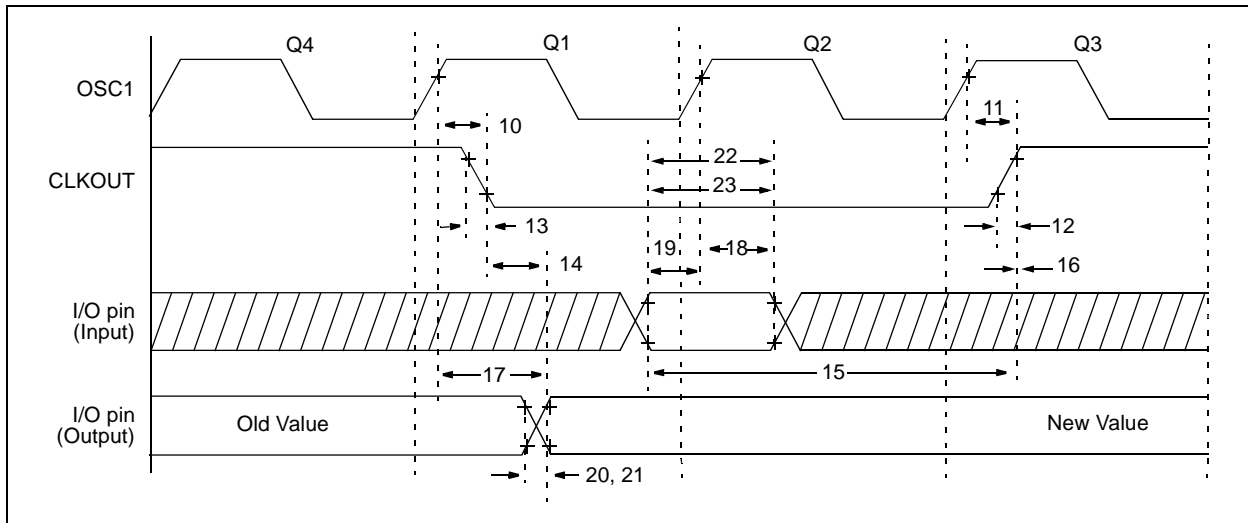 Q4 Q1 Q2 Q3
OSC1
10 11
22
CLKOUT
23
13 12
19 18
14 16
I/O pin
(Input)
17 15
I/O pin
(Output)
Old Value New Value
20, 21